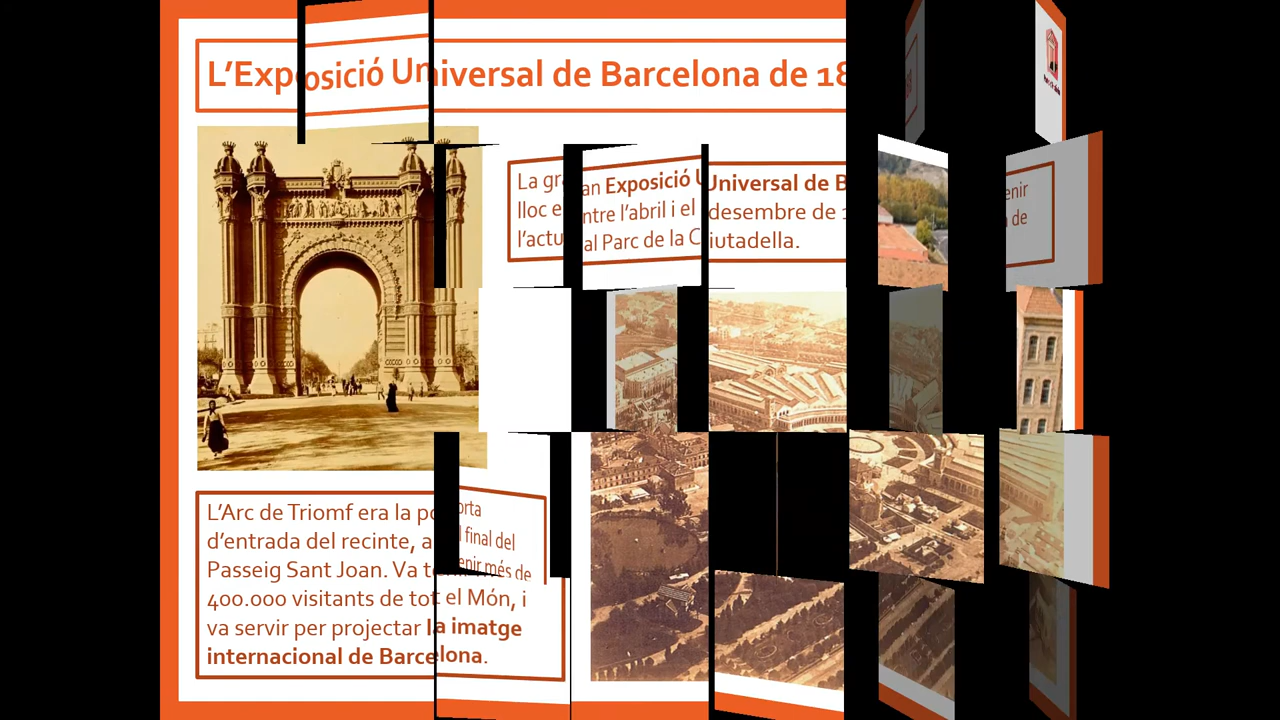 L'Exposició Universal de Barcelona de 18
La gran Exposició Universal de B
lloc entre l'abril i el desembre de 1
l'actual Parc de la Ciutadella.
enir
de
L'Arc de Triomf era la porta
d'entrada del recinte, al final del
Passeig Sant Joan. Va tenir més de
400.000 visitants de tot el Món, i
va servir per projectar la imatge
internacional de Barcelona.